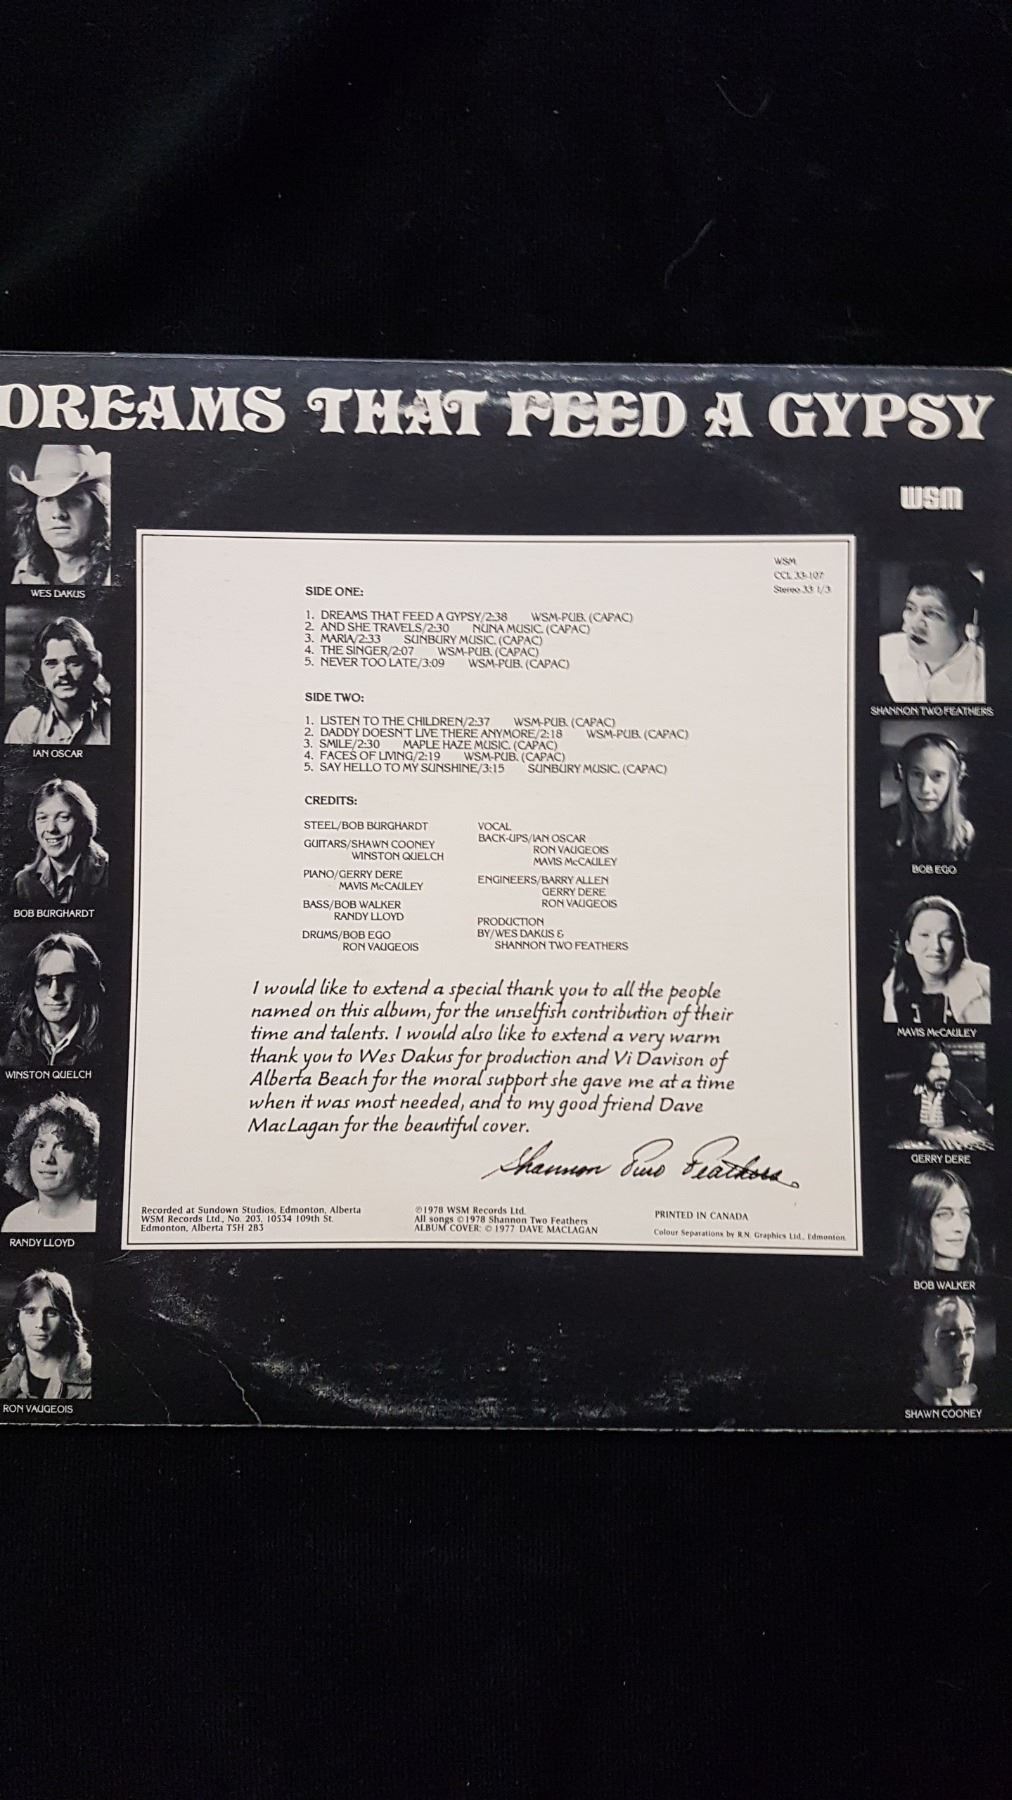 DREAMS THAT FEED A GYPSY
WSM
WES DAKUS
IAN OSCAR
BOB BURGHARDT
WINSTON QUELCH
RANDY LLOYD
RON VAUGEOIS
WSM
CCL 33-107
Stereo 33 1/3
SIDE ONE:
1. DREAMS THAT FEED A GYPSY/2:38 WSM-PUB. (CAPAC)
2. AND SHE TRAVELS/2:30 NUNA MUSIC. (CAPAC)
3. MARIA/2:33 SUNBURY MUSIC. (CAPAC)
4. THE SINGER/2:07 WSM-PUB. (CAPAC)
5. NEVER TOO LATE/3:09 WSM-PUB. (CAPAC)
SIDE TWO:
1. LISTEN TO THE CHILDREN/2:37 WSM-PUB. (CAPAC)
2. DADDY DOESN'T LIVE THERE ANYMORE/2:18 WSM-PUB. (CAPAC)
3. SMILE/2:30 MAPLE HAZE MUSIC. (CAPAC)
4. FACES OF LIVING/2:19 WSM-PUB. (CAPAC)
5. SAY HELLO TO MY SUNSHINE/3:15 SUNBURY MUSIC. (CAPAC)
CREDITS:
STEEL/BOB BURGHARDT
GUITARS/SHAWN COONEY
WINSTON QUELCH
PIANO/GERRY DERE
MAVIS McCAULEY
BASS/BOB WALKER
RANDY LLOYD
DRUMS/BOB EGO
RON VAUGEOIS
VOCAL
BACK-UPS/IAN OSCAR
RON VAUGEOIS
MAVIS McCAULEY
ENGINEERS/BARRY ALLEN
GERRY DERE
RON VAUGEOIS
PRODUCTION
BY/WES DAKUS &
SHANNON TWO FEATHERS
I would like to extend a special thank you to all the people
named on this album, for the unselfish contribution of their
time and talents. I would also like to extend a very warm
thank you to Wes Dakus for production and Vi Davison of
Alberta Beach for the moral support she gave me at a time
when it was most needed, and to my good friend Dave
MacLagan for the beautiful cover.
Shannon Two Feathers
Recorded at Sundown Studios, Edmonton, Alberta
WSM Records Ltd., No. 203, 10534 109th St.
Edmonton, Alberta T5H 2B3
℗1978 WSM Records Ltd.
All songs ©1978 Shannon Two Feathers
ALBUM COVER: © 1977 DAVE MACLAGAN
PRINTED IN CANADA
Colour Separations by R.N. Graphics Ltd., Edmonton.
SHANNON TWO FEATHERS
BOB EGO
MAVIS McCAULEY
GERRY DERE
BOB WALKER
SHAWN COONEY